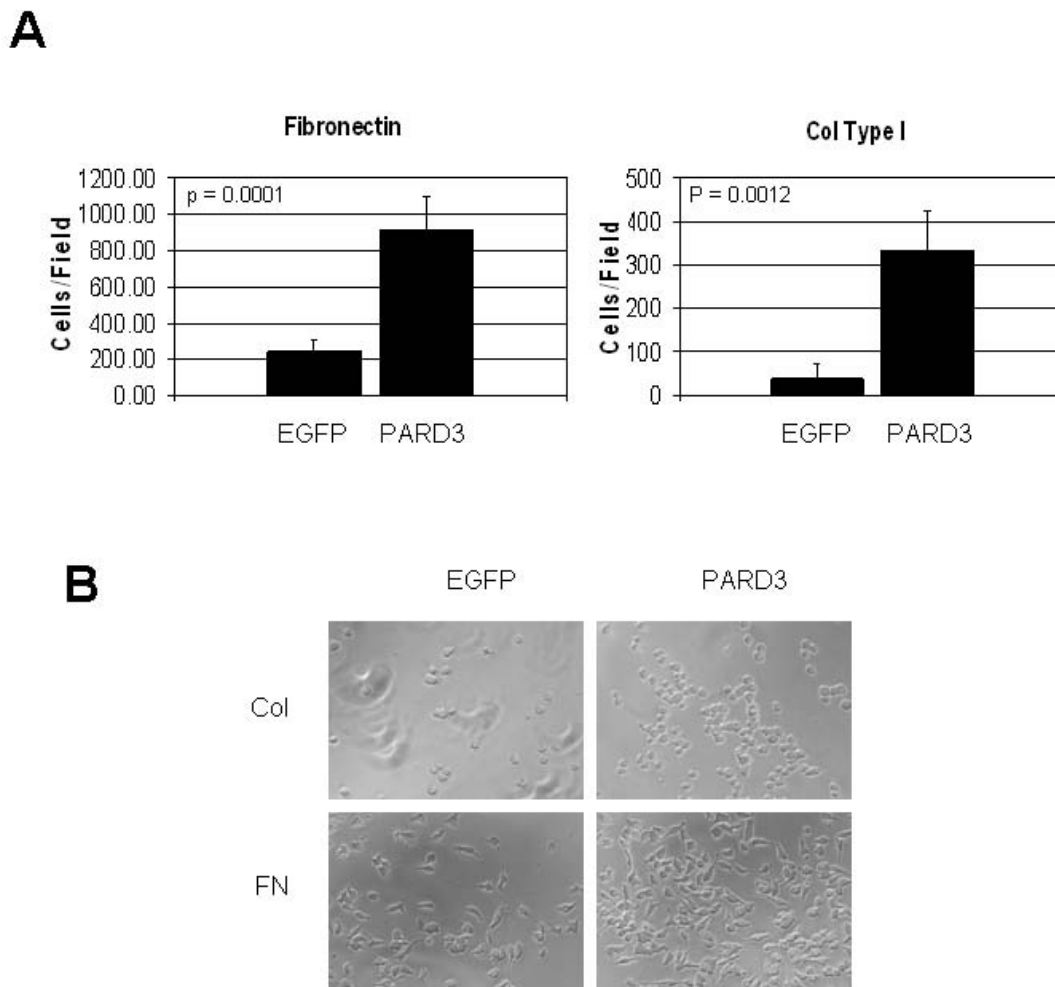 A
Fibronectin
Col Type I
Cells/Field
1200.00
1000.00
800.00
600.00
400.00
200.00
0.00
p = 0.0001
EGFP PARD3
Cells/Field
500
400
300
200
100
0
P = 0.0012
EGFP PARD3
B
EGFP PARD3
Col
FN